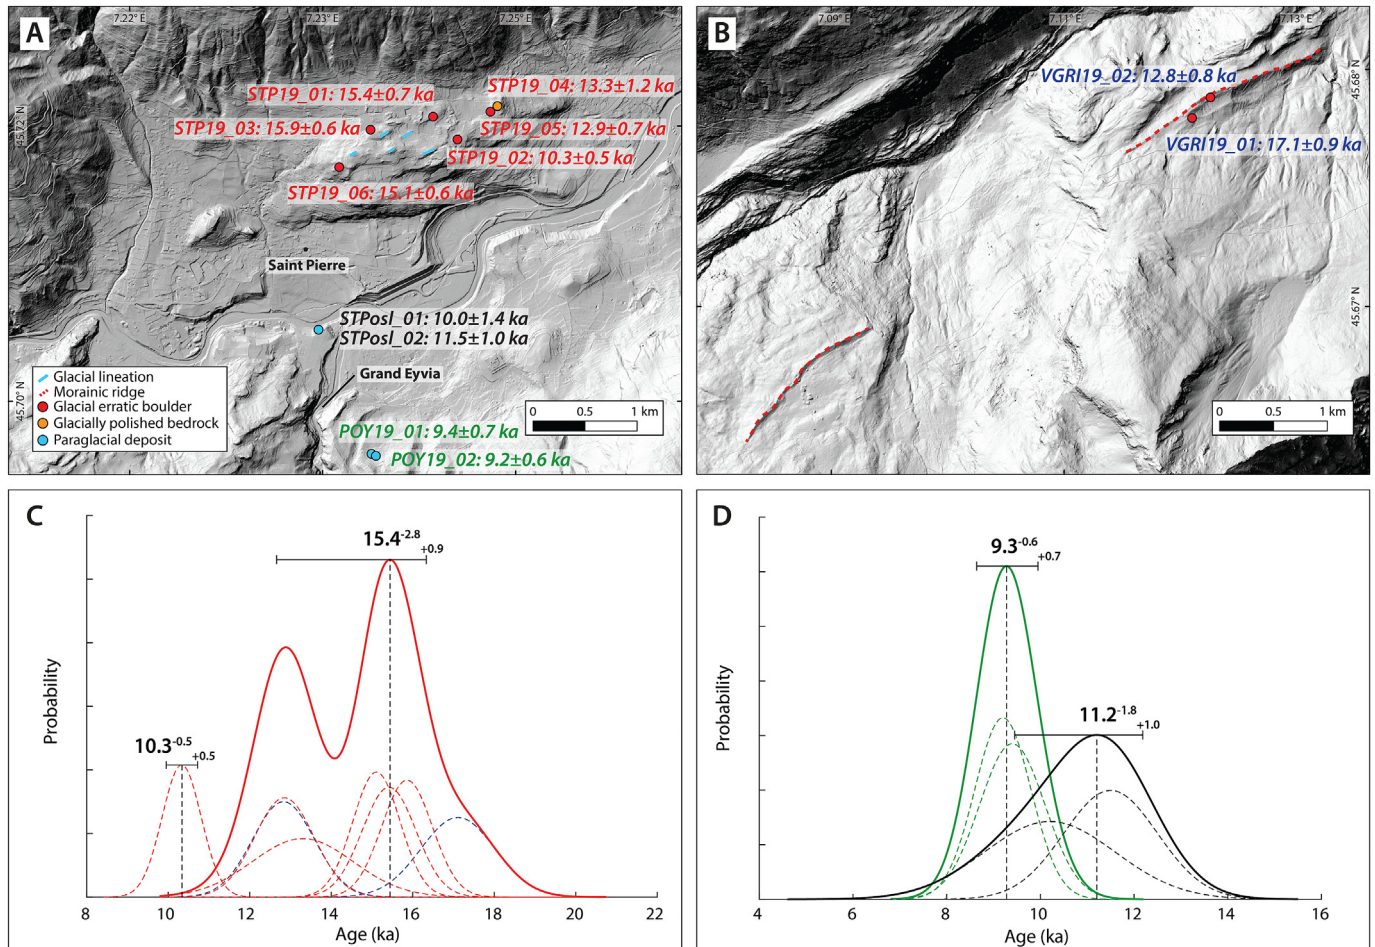 A
7.22° E
7.23° E
7.25° E
45.72° N
45.70° N
STP19_01: 15.4±0.7 ka
STP19_04: 13.3±1.2 ka
STP19_03: 15.9±0.6 ka
STP19_05: 12.9±0.7 ka
STP19_02: 10.3±0.5 ka
STP19_06: 15.1±0.6 ka
Saint Pierre
STPosl_01: 10.0±1.4 ka
STPosl_02: 11.5±1.0 ka
Grand Eyvia
POY19_01: 9.4±0.7 ka
POY19_02: 9.2±0.6 ka
Glacial lineation
Morainic ridge
Glacial erratic boulder
Glacially polished bedrock
Paraglacial deposit
0 0.5 1 km
B
7.09° E
7.11° E
7.13° E
45.68° N
45.67° N
VGRI19_02: 12.8±0.8 ka
VGRI19_01: 17.1±0.9 ka
0 0.5 1 km
C
15.4-2.8 +0.9
10.3-0.5 +0.5
Probability
8 10 12 14 16 18 20 22
Age (ka)
D
9.3-0.6 +0.7
11.2-1.8 +1.0
Probability
4 6 8 10 12 14 16
Age (ka)